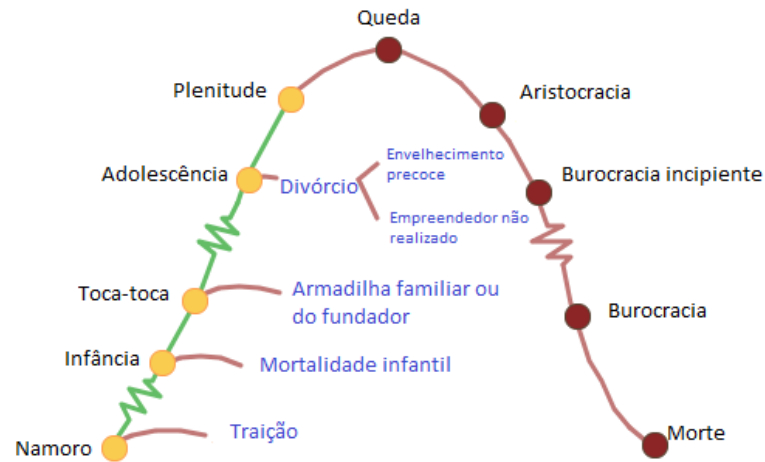 Queda
Plenitude
Aristocracia
Adolescência
Divórcio
Envelhecimento
precoce
Empreendedor não
realizado
Burocracia incipiente
Toca-toca
Armadilha familiar ou
do fundador
Burocracia
Infância
Mortalidade infantil
Namoro
Traição
Morte